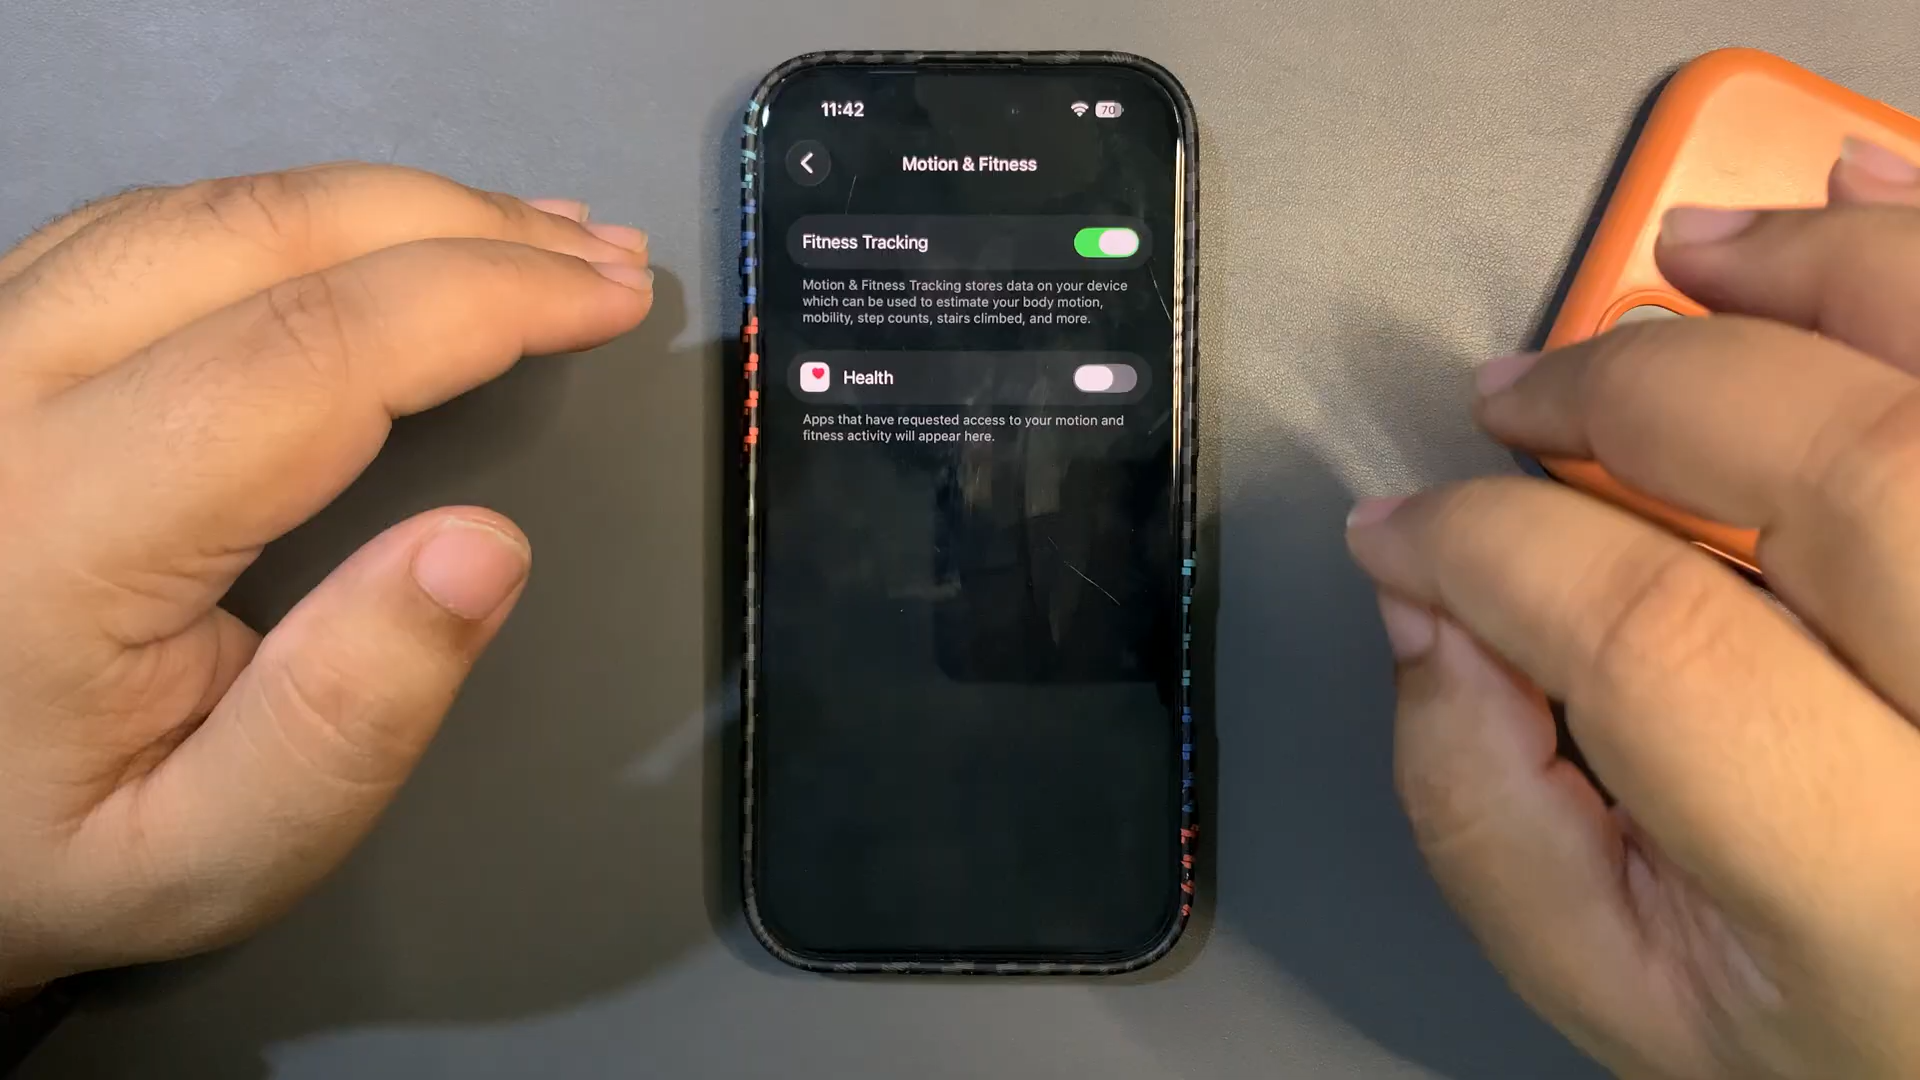 11:42
70
Motion & Fitness
Fitness Tracking
Motion & Fitness Tracking stores data on your device
which can be used to estimate your body motion,
mobility, step counts, stairs climbed, and more.
Health
Apps that have requested access to your motion and
fitness activity will appear here.